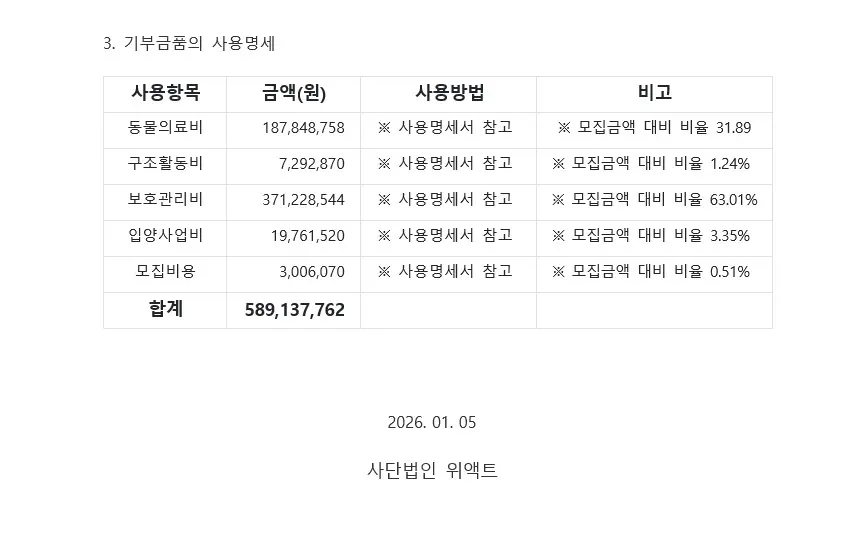 3. 기부금품의 사용명세
사용항목 금액(원) 사용방법 비고
동물의료비 187,848,758 ※ 사용명세서 참고 ※ 모집금액 대비 비율 31.89
구조활동비 7,292,870 ※ 사용명세서 참고 ※ 모집금액 대비 비율 1.24%
보호관리비 371,228,544 ※ 사용명세서 참고 ※ 모집금액 대비 비율 63.01%
입양사업비 19,761,520 ※ 사용명세서 참고 ※ 모집금액 대비 비율 3.35%
모집비용 3,006,070 ※ 사용명세서 참고 ※ 모집금액 대비 비율 0.51%
합계 589,137,762
2026. 01. 05
사단법인 위액트